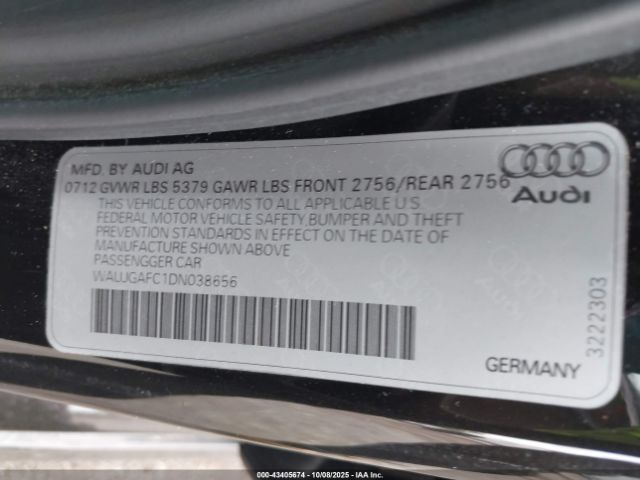 MFD. BY AUDI AG
0712 GVWR LBS 5379 GAWR LBS FRONT 2756/REAR 2756
THIS VEHICLE CONFORMS TO ALL APPLICABLE U.S
FEDERAL MOTOR VEHICLE SAFETY,BUMPER AND THEFT
PREVENTION STANDARDS IN EFFECT ON THE DATE OF
MANUFACTURE SHOWN ABOVE
PASSENGGER CAR
WAUJGAFC1DN038656
Audi
3222303
GERMANY
000-43405674 - 10/08/2025 - IAA Inc.